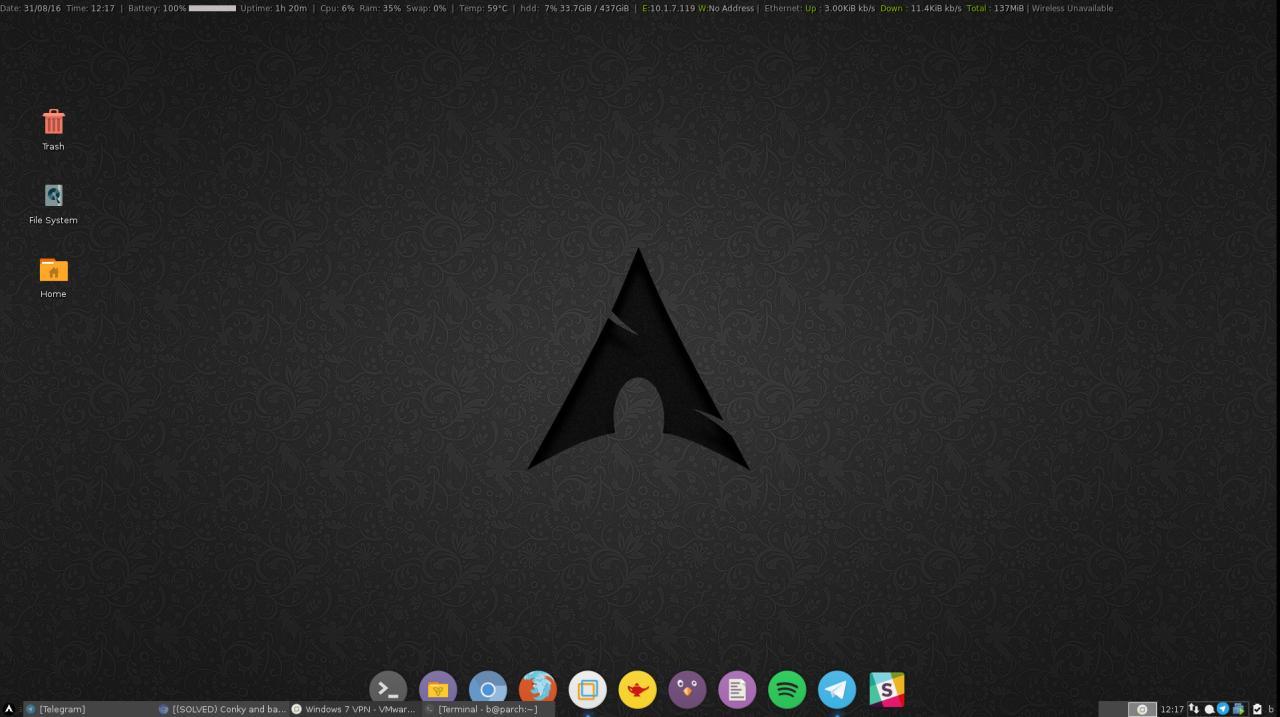 Date: 31/08/16 Time: 12:17 | Battery: 100% Uptime: 1h 20m | Cpu: 6% Ram: 35% Swap: 0% | Temp: 59°C | hdd: 7% 33.7GiB / 437GiB | E:10.1.7.119 W:No Address | Ethernet: Up : 3.00KiB kb/s Down : 11.4KiB kb/s Total : 137MiB | Wireless Unavailable
Trash
File System
Home
[Telegram]
[(SOLVED) Conky and ba...
Windows 7 VPN - VMwar...
[Terminal - b@parch:~]
12:17
b